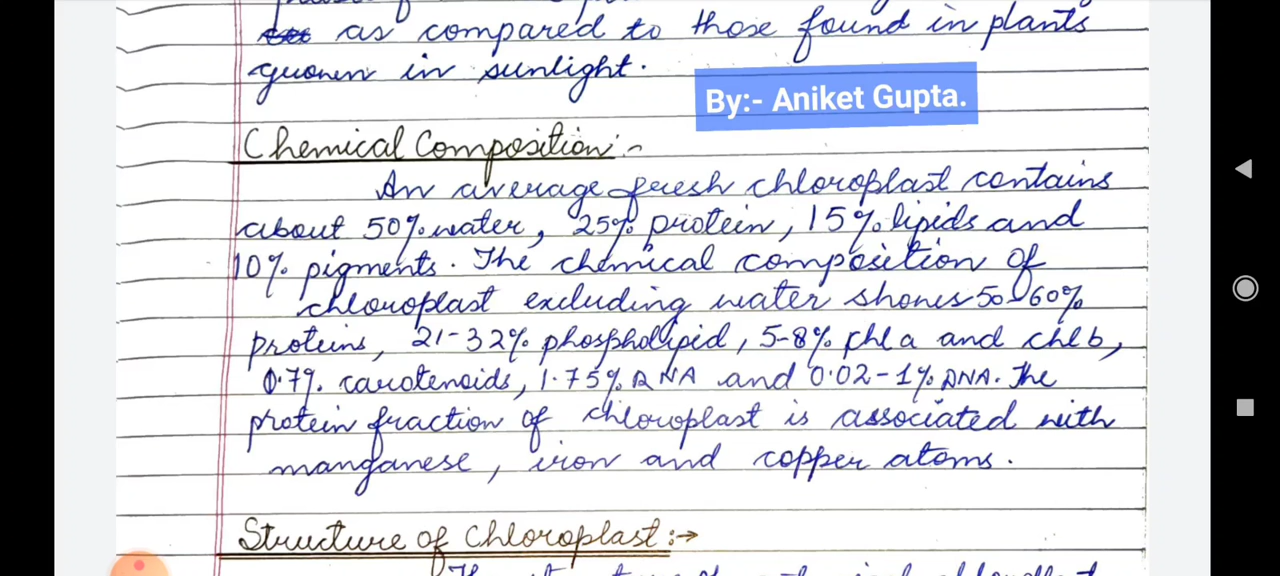 as compared to those found in plants
grown in sunlight.
By:- Aniket Gupta.
Chemical Composition :-
An average fresh chloroplast contains
about 50% water, 25% protein, 15% lipids and
10% pigments. The chemical composition of
chloroplast excluding water shows 50-60%
proteins, 21-32% phospholipid, 5-8% chl a and chl b,
0.7% carotenoids, 1.75% RNA and 0.02-1% DNA. The
protein fraction of chloroplast is associated with
manganese, iron and copper atoms.
Structure of Chloroplast :→